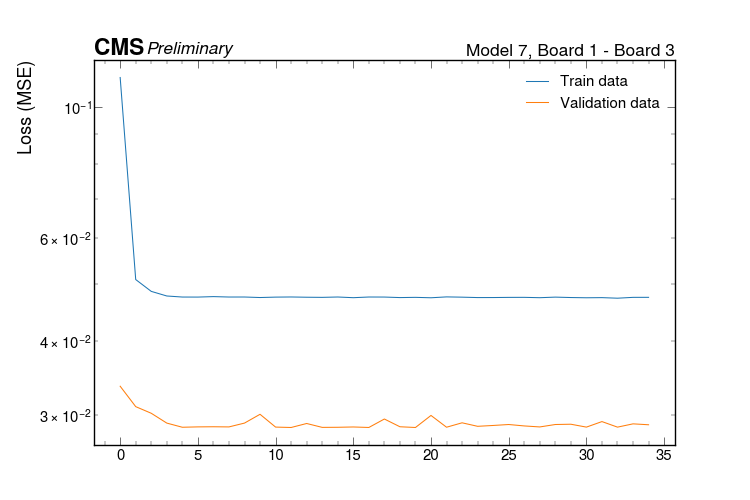 CMS Preliminary
Model 7, Board 1 - Board 3
Loss (MSE)
Train data
Validation data
10⁻¹
6 × 10⁻²
4 × 10⁻²
3 × 10⁻²
0 5 10 15 20 25 30 35